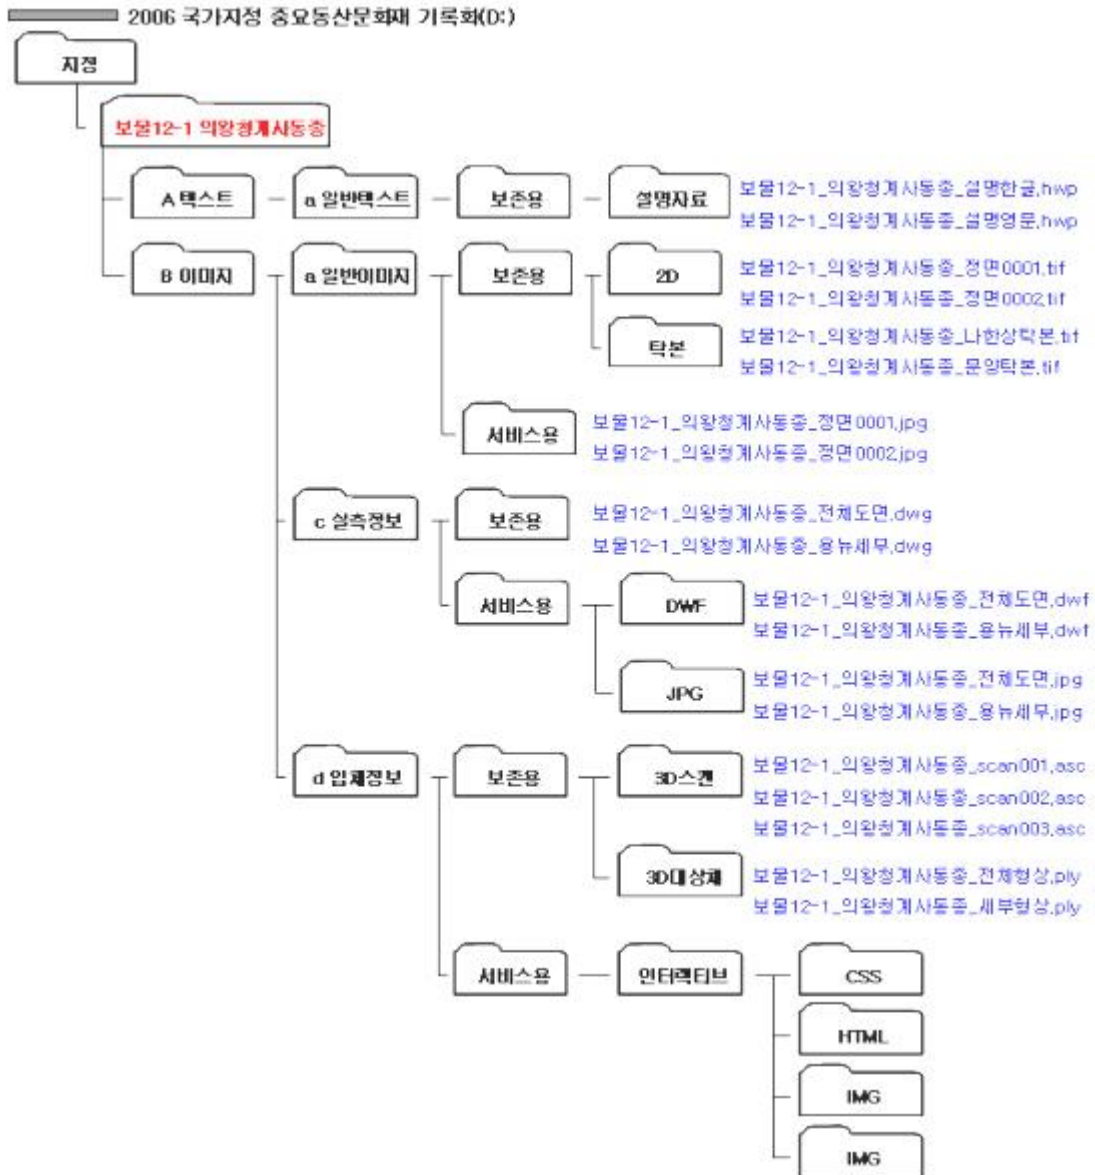 2006 국가지정 중요동산문화재 기록화(D:)
지정
보물12-1 의왕청계사동종
A 텍스트
a 일반텍스트
보존용
설명자료
보물12-1_의왕청계사동종_설명한글.hwp
보물12-1_의왕청계사동종_설명영문.hwp
B 이미지
a 일반이미지
보존용
2D
보물12-1_의왕청계사동종_정면0001.tif
보물12-1_의왕청계사동종_정면0002.tif
탁본
보물12-1_의왕청계사동종_나한상탁본.tif
보물12-1_의왕청계사동종_문양탁본.tif
서비스용
보물12-1_의왕청계사동종_정면0001.jpg
보물12-1_의왕청계사동종_정면0002.jpg
c 실측정보
보존용
보물12-1_의왕청계사동종_전체도면.dwg
보물12-1_의왕청계사동종_용뉴세부.dwg
서비스용
DWF
보물12-1_의왕청계사동종_전체도면.dwf
보물12-1_의왕청계사동종_용뉴세부.dwf
JPG
보물12-1_의왕청계사동종_전체도면.jpg
보물12-1_의왕청계사동종_용뉴세부.jpg
d 입체정보
보존용
3D스캔
보물12-1_의왕청계사동종_scan001.asc
보물12-1_의왕청계사동종_scan002.asc
보물12-1_의왕청계사동종_scan003.asc
3D대상체
보물12-1_의왕청계사동종_전체형상.ply
보물12-1_의왕청계사동종_세부형상.ply
서비스용
인터랙티브
CSS
HTML
IMG
IMG